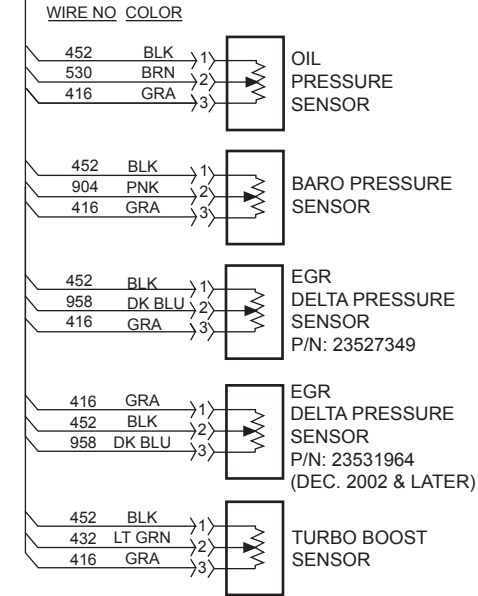 WIRE NO COLOR
452 BLK 1
530 BRN 2
416 GRA 3
OIL
PRESSURE
SENSOR
452 BLK 1
904 PNK 2
416 GRA 3
BARO PRESSURE
SENSOR
452 BLK 1
958 DK BLU 2
416 GRA 3
EGR
DELTA PRESSURE
SENSOR
P/N: 23527349
416 GRA 1
452 BLK 2
958 DK BLU 3
EGR
DELTA PRESSURE
SENSOR
P/N: 23531964
(DEC. 2002 & LATER)
452 BLK 1
432 LT GRN 2
416 GRA 3
TURBO BOOST
SENSOR